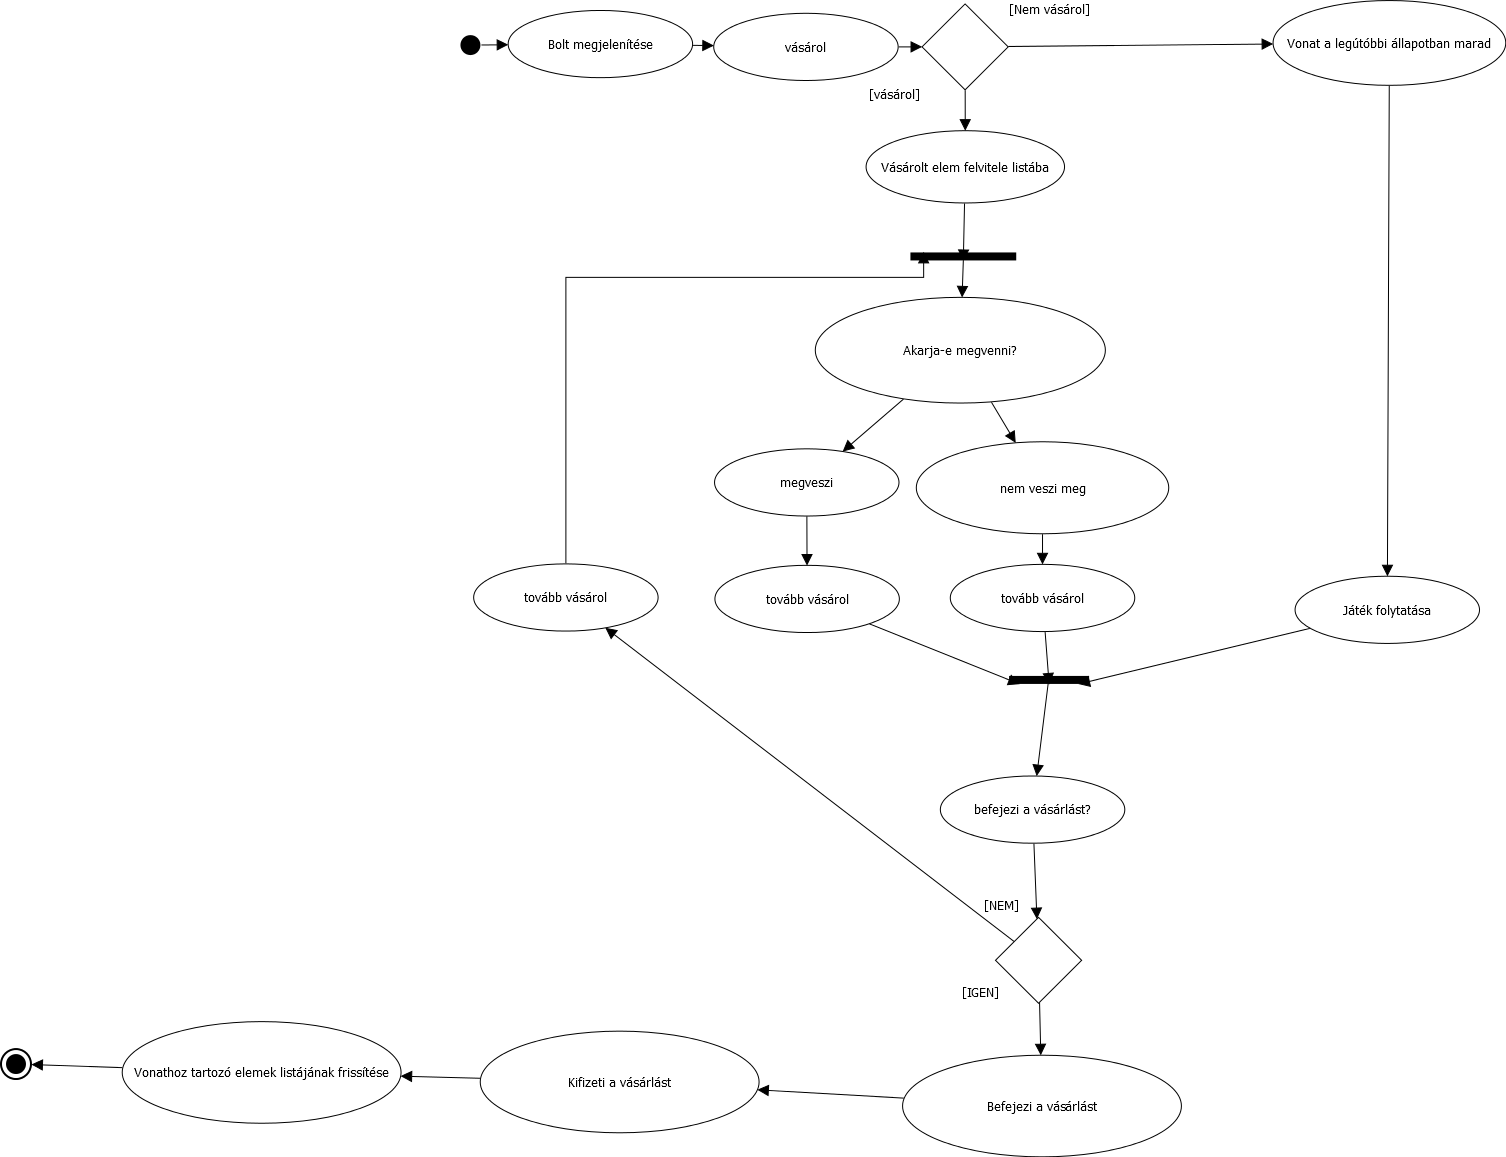 Bolt megjelenítése
vásárol
[Nem vásárol]
Vonat a legútóbbi állapotban marad
[vásárol]
Vásárolt elem felvitele listába
Akarja-e megvenni?
megveszi
nem veszi meg
tovább vásárol
tovább vásárol
tovább vásárol
Játék folytatása
befejezi a vásárlást?
[NEM]
[IGEN]
Vonathoz tartozó elemek listájának frissítése
Kifizeti a vásárlást
Befejezi a vásárlást